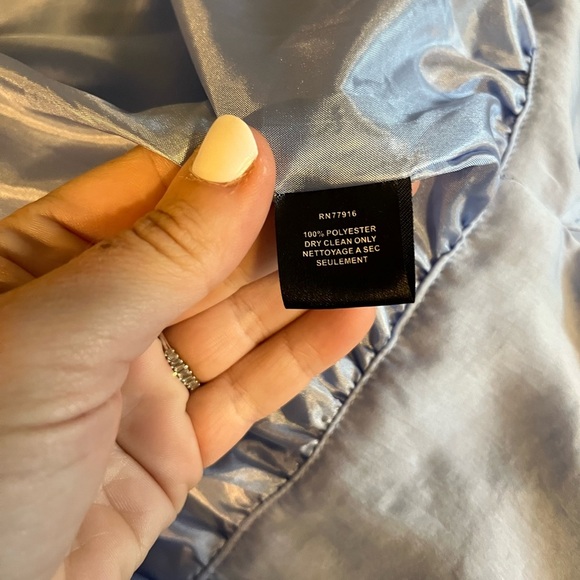 RN77916
100% POLYESTER
DRY CLEAN ONLY
NETTOYAGE A SEC
SEULEMENT